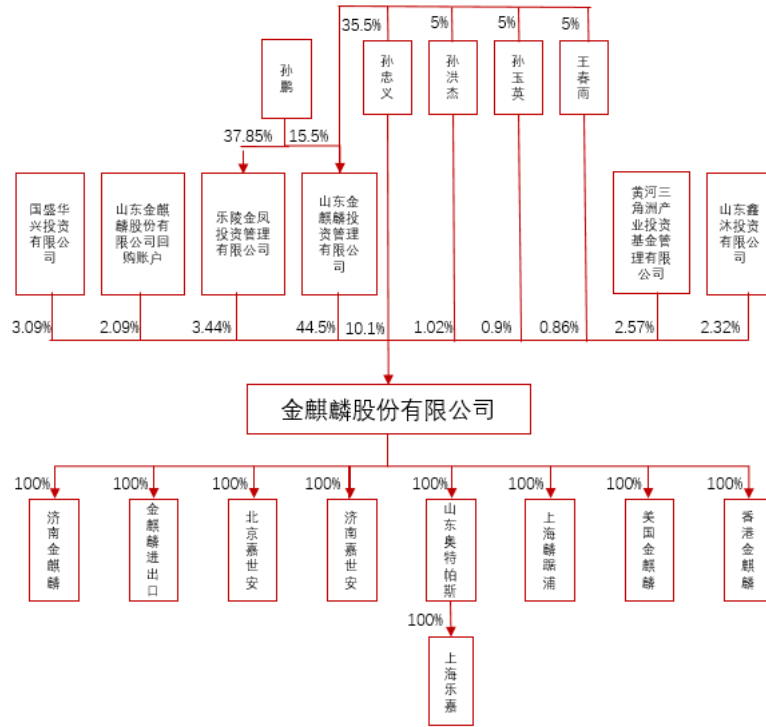 35.5%
5%
5%
5%
孙鹏
孙忠义
孙洪杰
孙玉英
王春雨
37.85%
15.5%
国盛华
兴投资
有限公
司
山东金麒
麟股份有
限公司回
购账户
乐陵金凤
投资管理
有限公司
山东金
麒麟投
资管理
有限公
司
黄河三
角洲产
业投资
基金管
理有限
公司
山东鑫
沐投资
有限公
司
3.09%
2.09%
3.44%
44.5%
10.1%
1.02%
0.9%
0.86%
2.57%
2.32%
金麒麟股份有限公司
100%
100%
100%
100%
100%
100%
100%
100%
济南金麒麟
金麒麟进出口
北京嘉世安
济南嘉世安
山东奥特帕斯
上海麟踞浦
美国金麒麟
香港金麒麟
100%
上海乐嘉